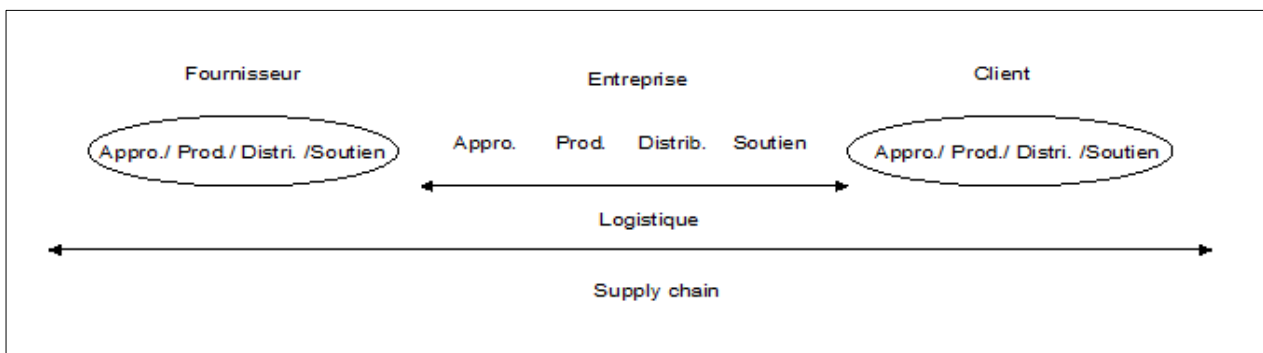 Fournisseur Entreprise Client
Appro./ Prod./ Distri. /Soutien Appro. Prod. Distrib. Soutien Appro./ Prod./ Distri. /Soutien
Logistique
Supply chain